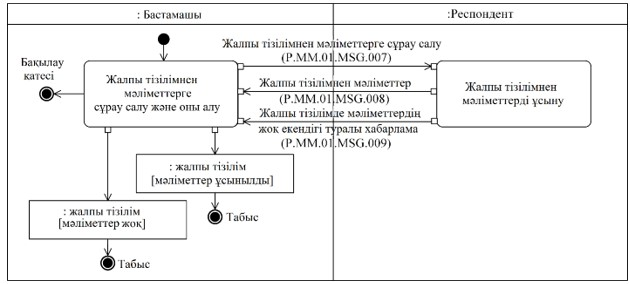 : Бастамашы
:Респондент
Жалпы тізілімнен мәліметтерге сұрау салу
(P.MM.01.MSG.007)
Бақылау
катесі
Жалпы тізілімнен
мәліметтерге
сұрау салу және оны алу
Жалпы тізілімнен мәліметтер
(P.MM.01.MSG.008)
Жалпы тізілімде мәліметтердің
жоқ екендігі туралы хабарлама
(P.MM.01.MSG.009)
Жалпы тізілімнен
мәліметтерді ұсыну
: жалпы тізілім
[мәліметтер ұсынылды]
Табыс
: жалпы тізілім
[мәліметтер жоқ]
Табыс